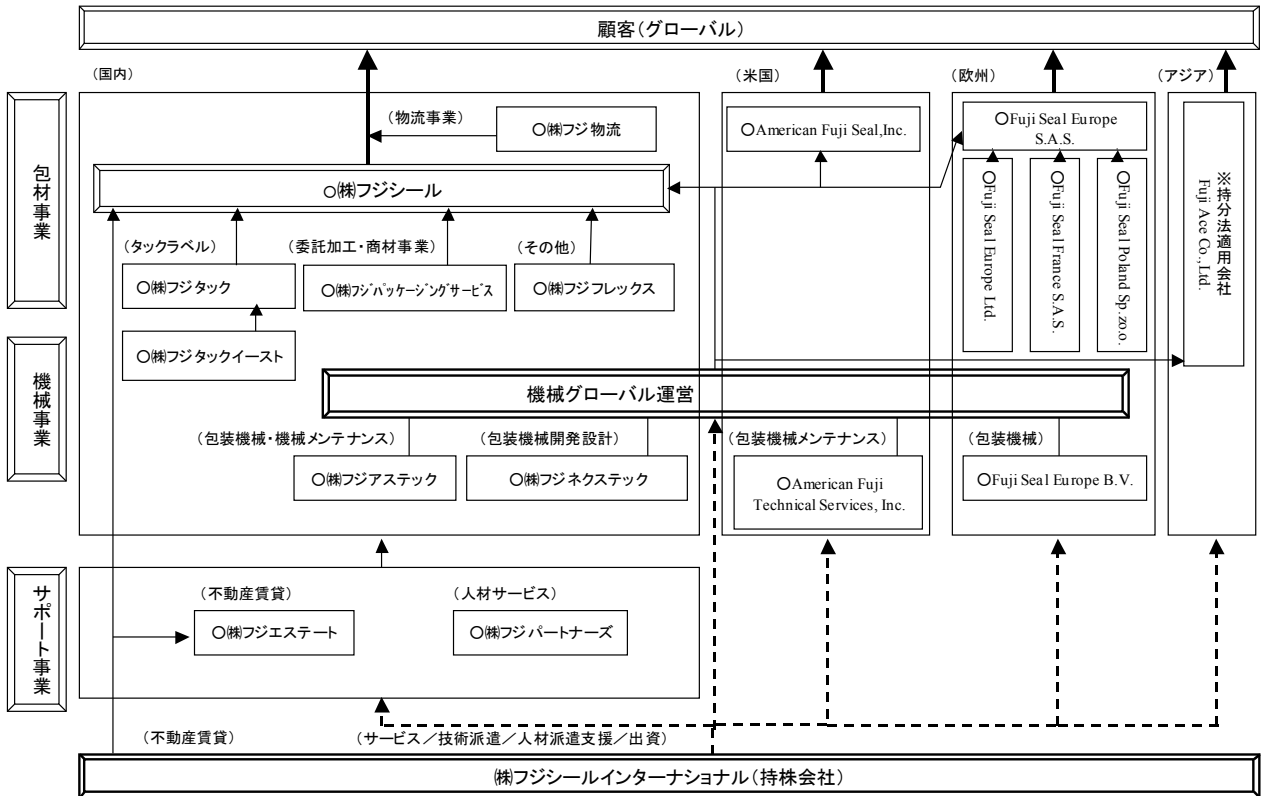 顧客(グローバル)
(国内)
(米国)
(欧州)
(アジア)
包材事業
(物流事業)
○㈱フジ物流
○American Fuji Seal,Inc.
○Fuji Seal Europe
S.A.S.
○㈱フジシール
○Fuji Seal Europe Ltd.
○Fuji Seal France S.A.S.
○Fuji Seal Poland Sp.zo.o.
※持分法適用会社
Fuji Ace Co.,Ltd.
(タックラベル)
(委託加工・商材事業)
(その他)
○㈱フジタック
○㈱フジパッケージングサービス
○㈱フジフレックス
○㈱フジタックイースト
機械事業
機械グローバル運営
(包装機械・機械メンテナンス)
(包装機械開発設計)
(包装機械メンテナンス)
(包装機械)
○㈱フジアステック
○㈱フジネクステック
○American Fuji
Technical Services, Inc.
○Fuji Seal Europe B.V.
サポート事業
(不動産賃貸)
(人材サービス)
○㈱フジエステート
○㈱フジパートナーズ
(不動産賃貸)
(サービス/技術派遣/人材派遣支援/出資)
㈱フジシールインターナショナル(持株会社)